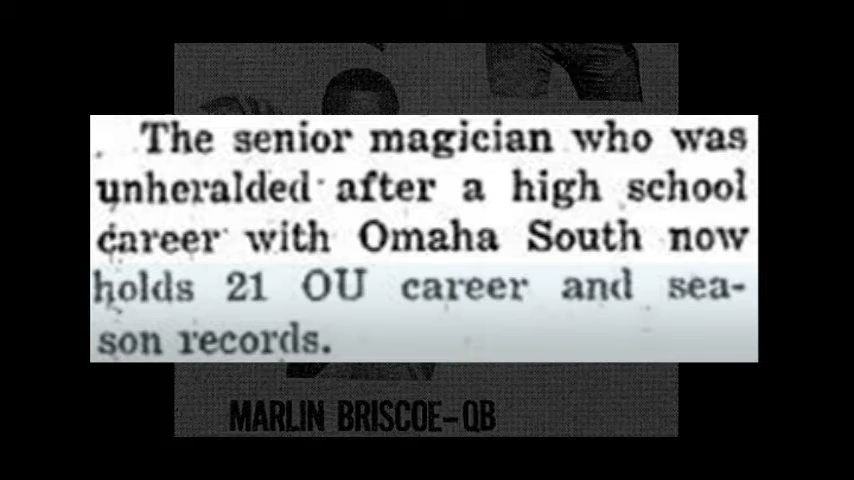 The senior magician who was
unheralded after a high school
career with Omaha South now
holds 21 OU career and sea-
son records.
MARLIN BRISCOE-QB